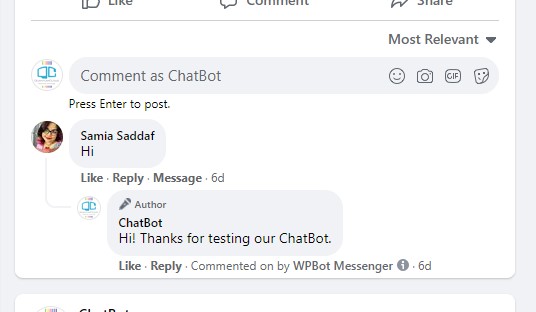 Like Comment Share
Most Relevant
Comment as ChatBot
GIF
Press Enter to post.
Samia Saddaf
Hi
Like · Reply · Message · 6d
Author
ChatBot
Hi! Thanks for testing our ChatBot.
Like · Reply · Commented on by WPBot Messenger · 6d
ChatBot